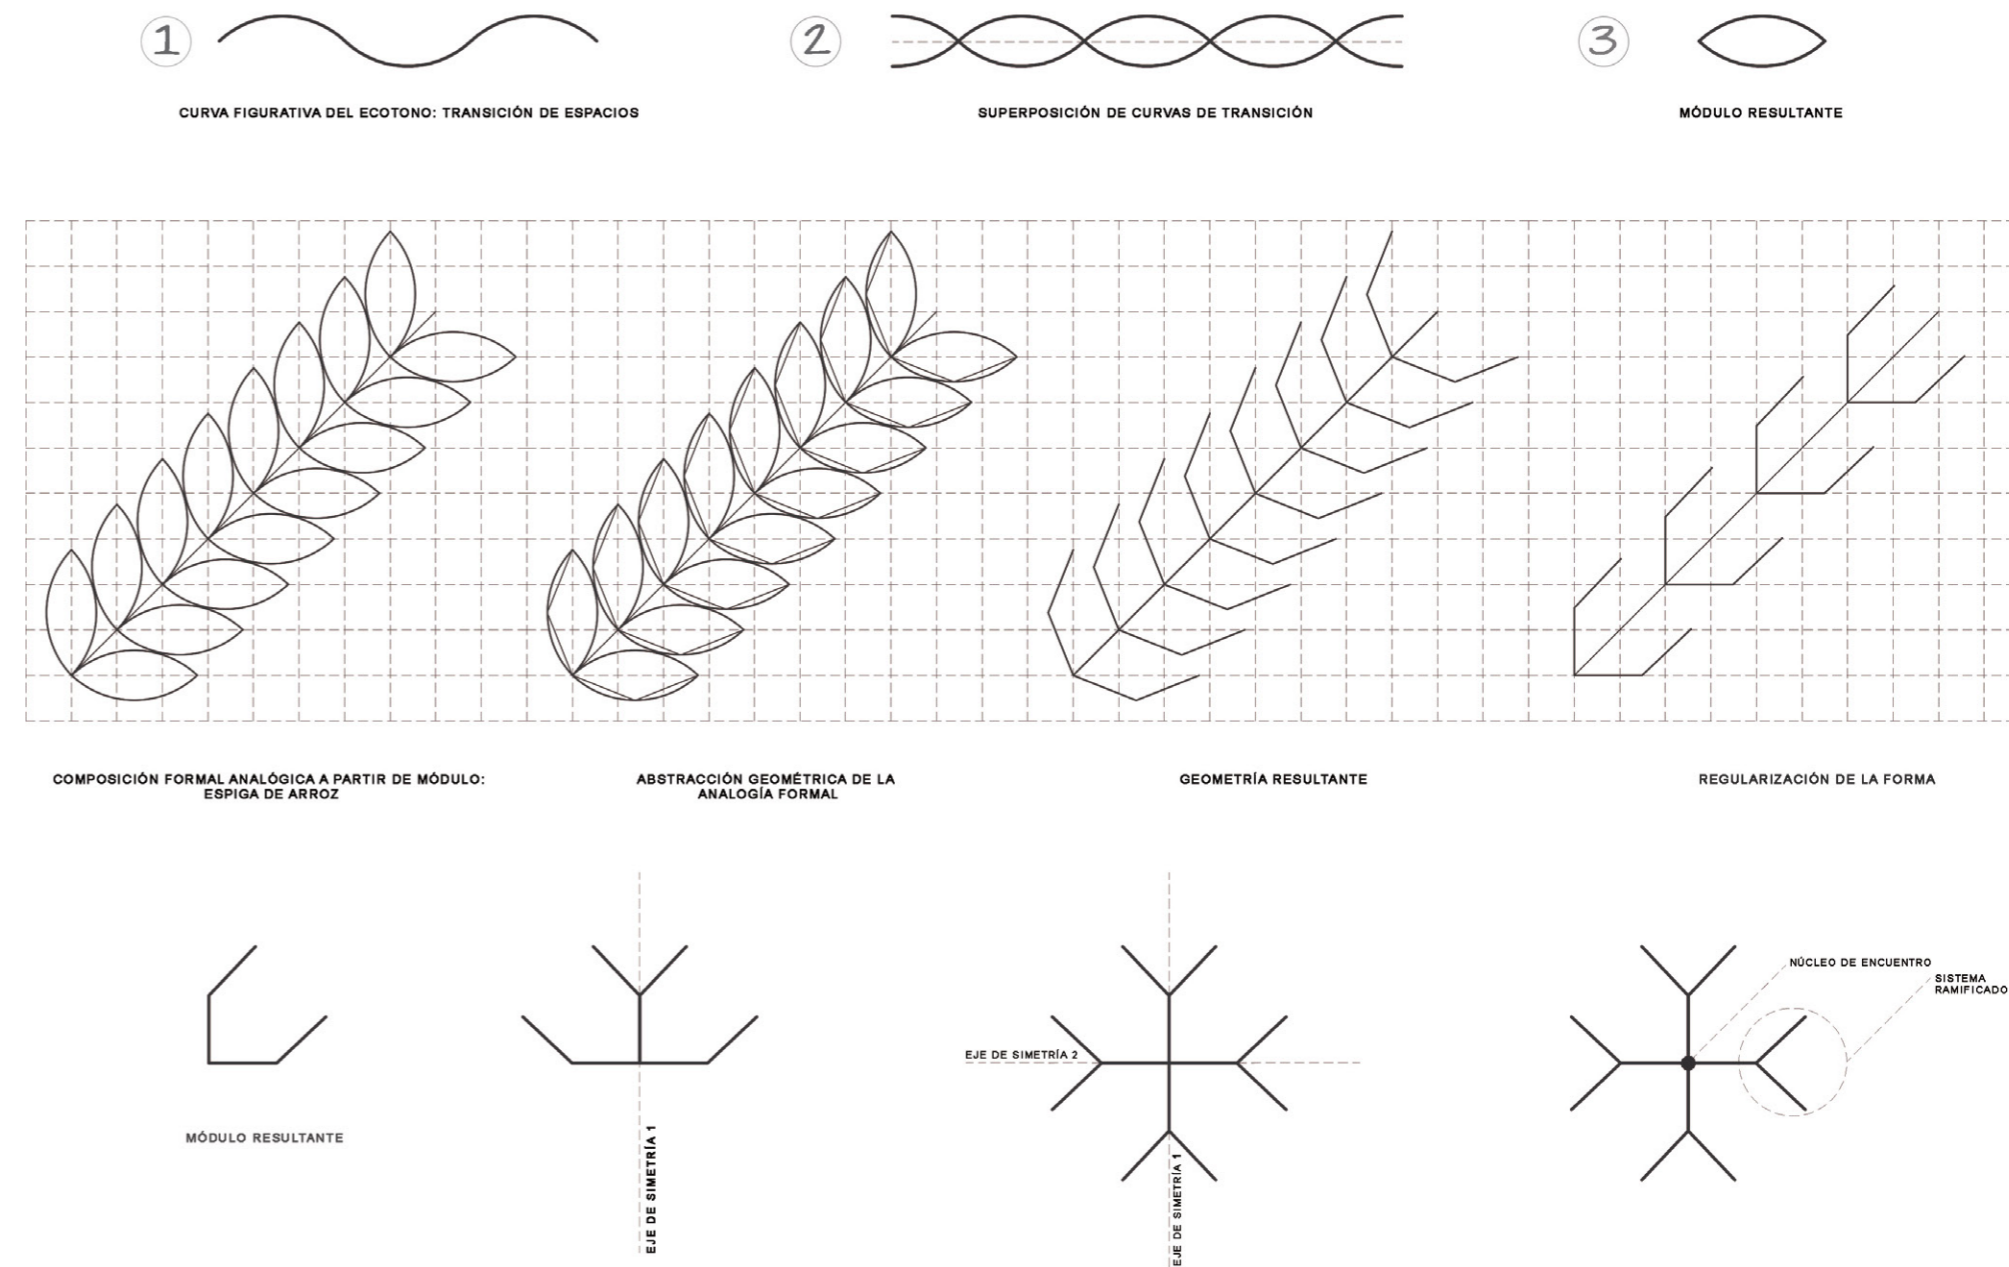 1
2
3
CURVA FIGURATIVA DEL ECOTONO: TRANSICIÓN DE ESPACIOS
SUPERPOSICIÓN DE CURVAS DE TRANSICIÓN
MÓDULO RESULTANTE
COMPOSICIÓN FORMAL ANALÓGICA A PARTIR DE MÓDULO:
ESPIGA DE ARROZ
ABSTRACCIÓN GEOMÉTRICA DE LA
ANALOGÍA FORMAL
GEOMETRÍA RESULTANTE
REGULARIZACIÓN DE LA FORMA
MÓDULO RESULTANTE
EJE DE SIMETRÍA 1
EJE DE SIMETRÍA 2
EJE DE SIMETRÍA 1
NÚCLEO DE ENCUENTRO
SISTEMA
RAMIFICADO